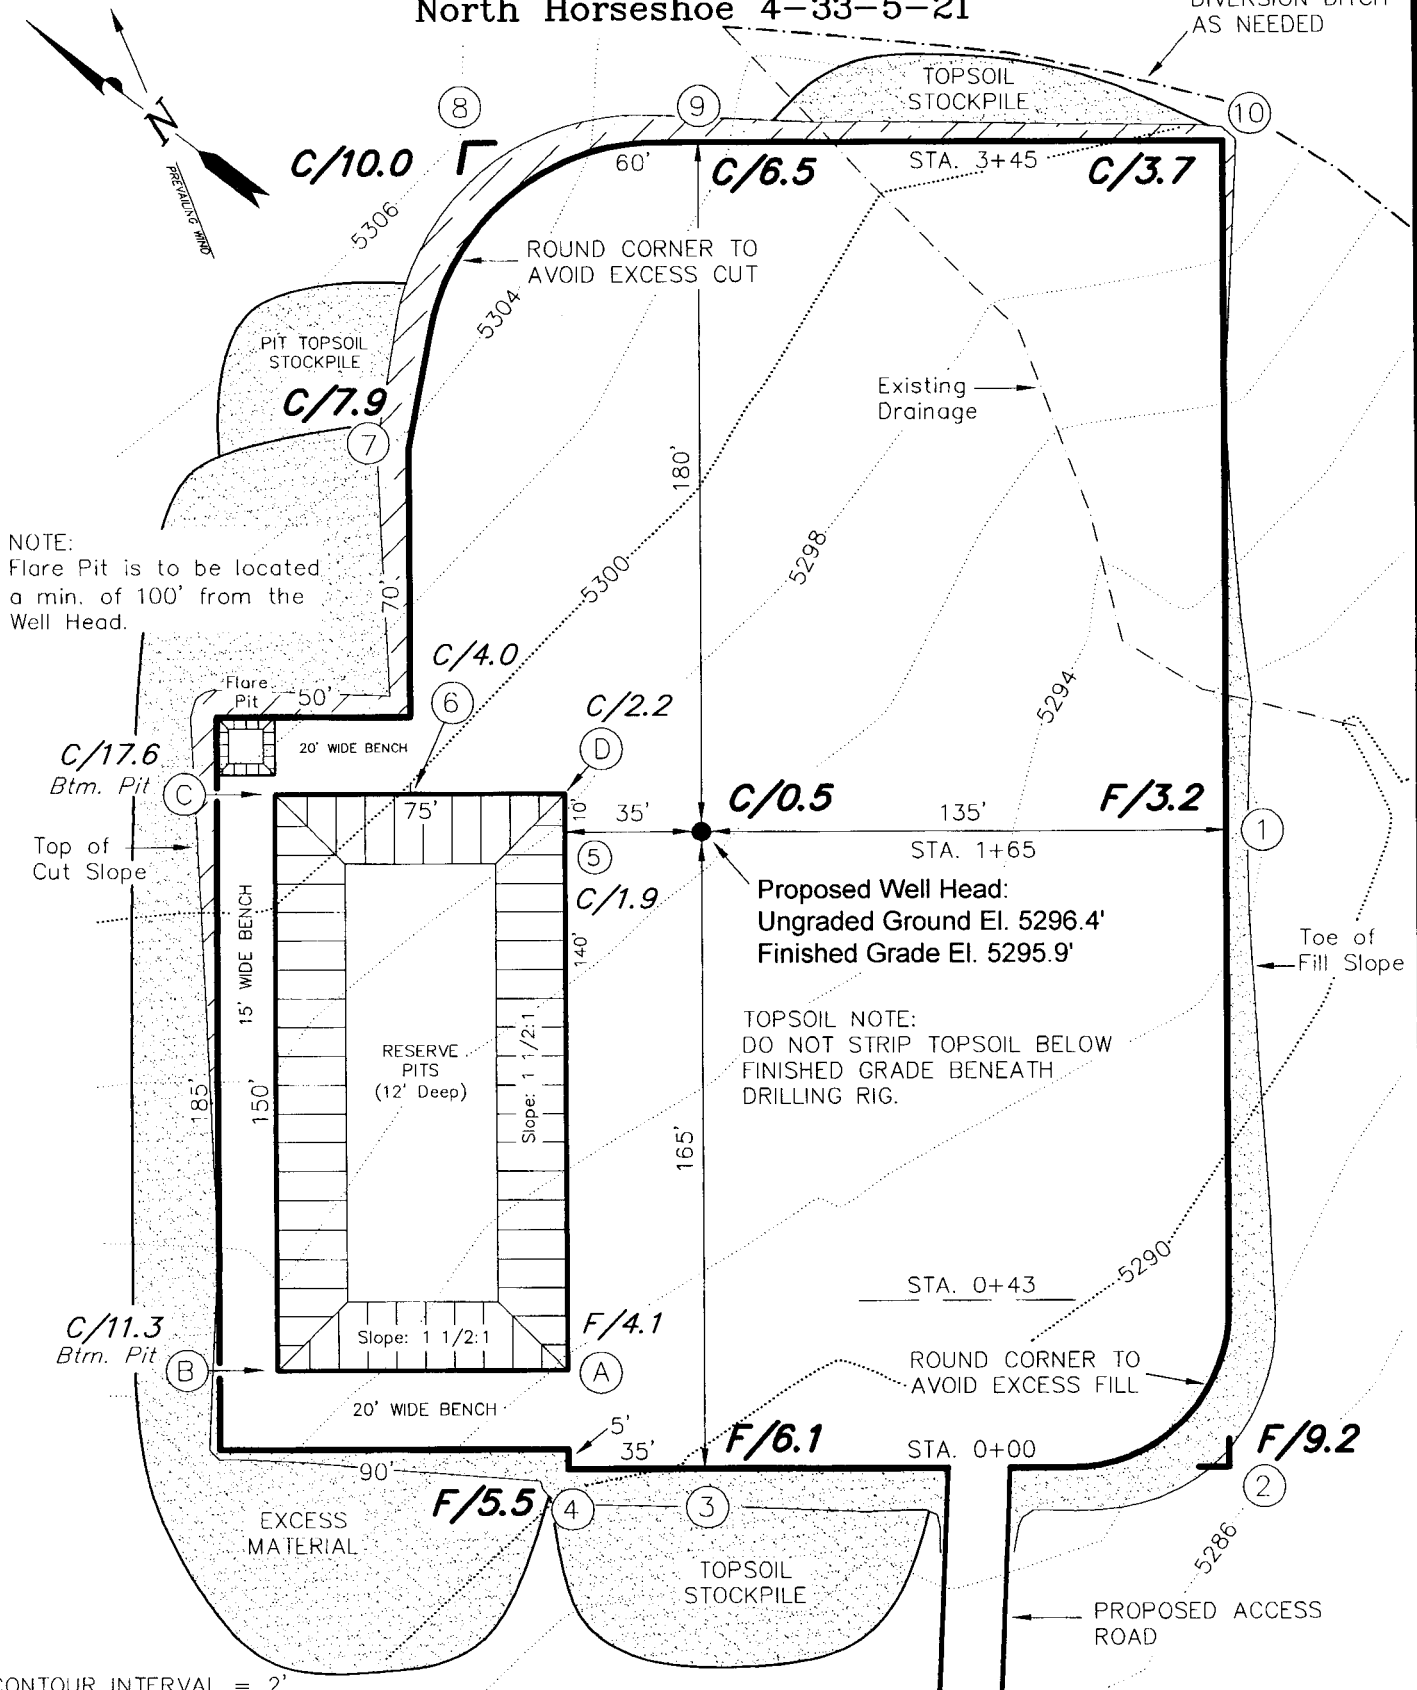 North Horseshoe 4-33-5-21
DIVERSION DITCH
AS NEEDED
TOPSOIL
STOCKPILE
8
9
10
N
PREVAILING WIND
C/10.0
60'
C/6.5
STA. 3+45
C/3.7
5306
ROUND CORNER TO
AVOID EXCESS CUT
5304
PIT TOPSOIL
STOCKPILE
C/7.9
7
Existing
Drainage
180'
NOTE:
Flare Pit is to be located
a min. of 100' from the
Well Head.
70'
5300
5298
C/4.0
Flare
Pit
50'
6
C/2.2
5294
D
20' WIDE BENCH
C/17.6
Btm. Pit
C
75'
10'
35'
C/0.5
135'
F/3.2
1
STA. 1+65
5
Top of
Cut Slope
C/1.9
Proposed Well Head:
Ungraded Ground El. 5296.4'
Finished Grade El. 5295.9'
15' WIDE BENCH
140'
Toe of
Fill Slope
TOPSOIL NOTE:
DO NOT STRIP TOPSOIL BELOW
FINISHED GRADE BENEATH
DRILLING RIG.
RESERVE
PITS
(12' Deep)
Slope: 1 1/2:1
185'
150'
165'
5290
STA. 0+43
C/11.3
Btm. Pit
B
Slope: 1 1/2:1
F/4.1
A
ROUND CORNER TO
AVOID EXCESS FILL
20' WIDE BENCH
5'
35'
F/6.1
STA. 0+00
F/9.2
2
90'
F/5.5
4
3
EXCESS
MATERIAL
5286
TOPSOIL
STOCKPILE
PROPOSED ACCESS
ROAD
CONTOUR INTERVAL = 2'